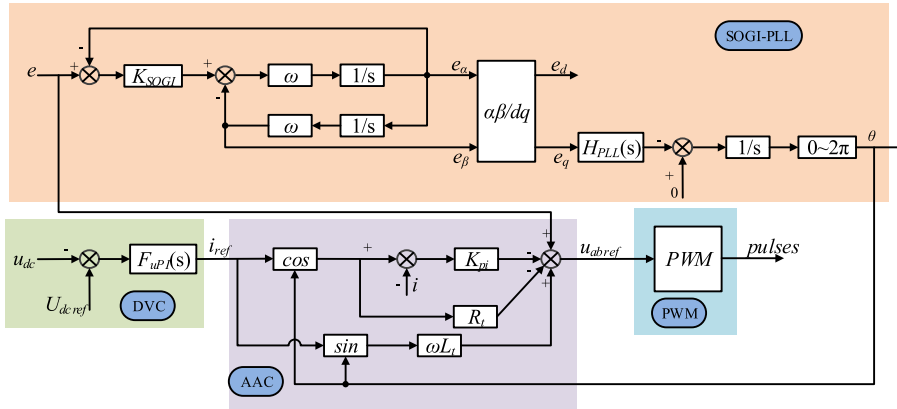 SOGI-PLL
-
e
+
K_SOGI
+
-
ω
1/s
ω
1/s
e_α
e_β
αβ/dq
e_d
e_q
H_PLL(s)
-
+
0
1/s
0~2π
θ
u_dc
-
U_dcref
F_uPI(s)
DVC
i_ref
cos
+
-
i
K_pi
R_t
sin
ωL_t
+
-
-
+
AAC
u_abref
PWM
pulses
PWM